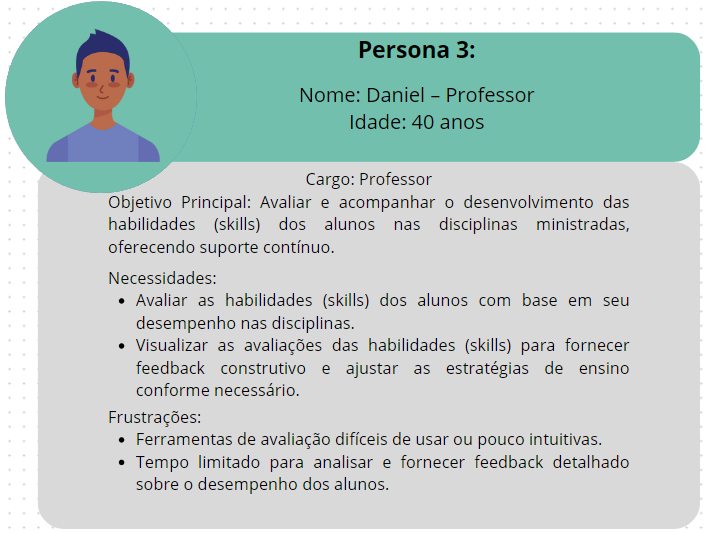 Persona 3:
Nome: Daniel – Professor
Idade: 40 anos
Cargo: Professor
Objetivo Principal: Avaliar e acompanhar o desenvolvimento das
habilidades (skills) dos alunos nas disciplinas ministradas,
oferecendo suporte contínuo.
Necessidades:
• Avaliar as habilidades (skills) dos alunos com base em seu
desempenho nas disciplinas.
• Visualizar as avaliações das habilidades (skills) para fornecer
feedback construtivo e ajustar as estratégias de ensino
conforme necessário.
Frustrações:
• Ferramentas de avaliação difíceis de usar ou pouco intuitivas.
• Tempo limitado para analisar e fornecer feedback detalhado
sobre o desempenho dos alunos.